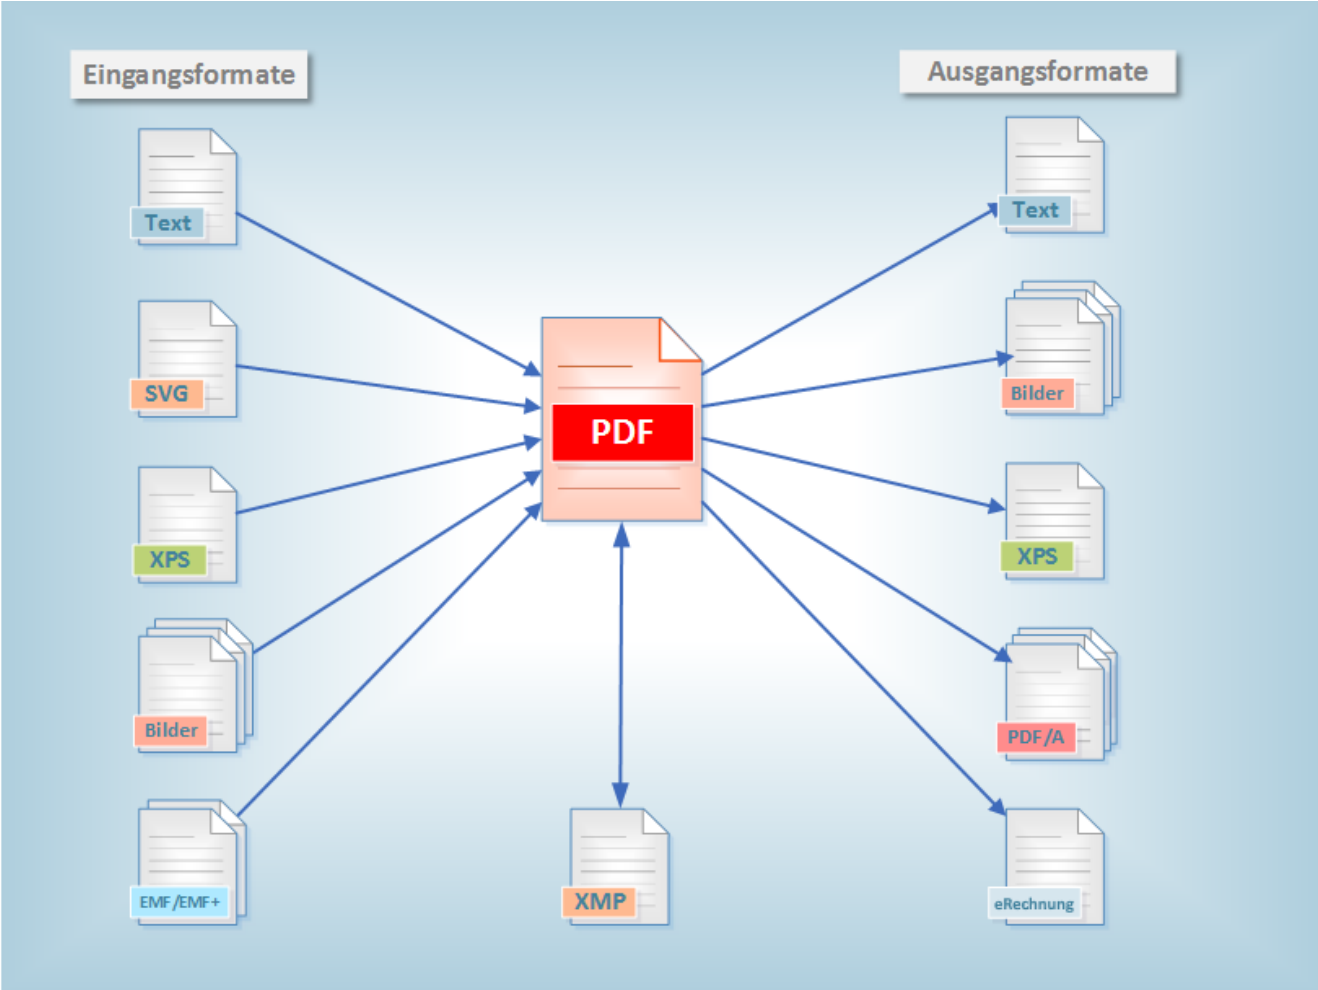 Eingangsformate
Ausgangsformate
Text
Text
SVG
Bilder
PDF
XPS
XPS
Bilder
PDF/A
EMF/EMF+
XMP
eRechnung